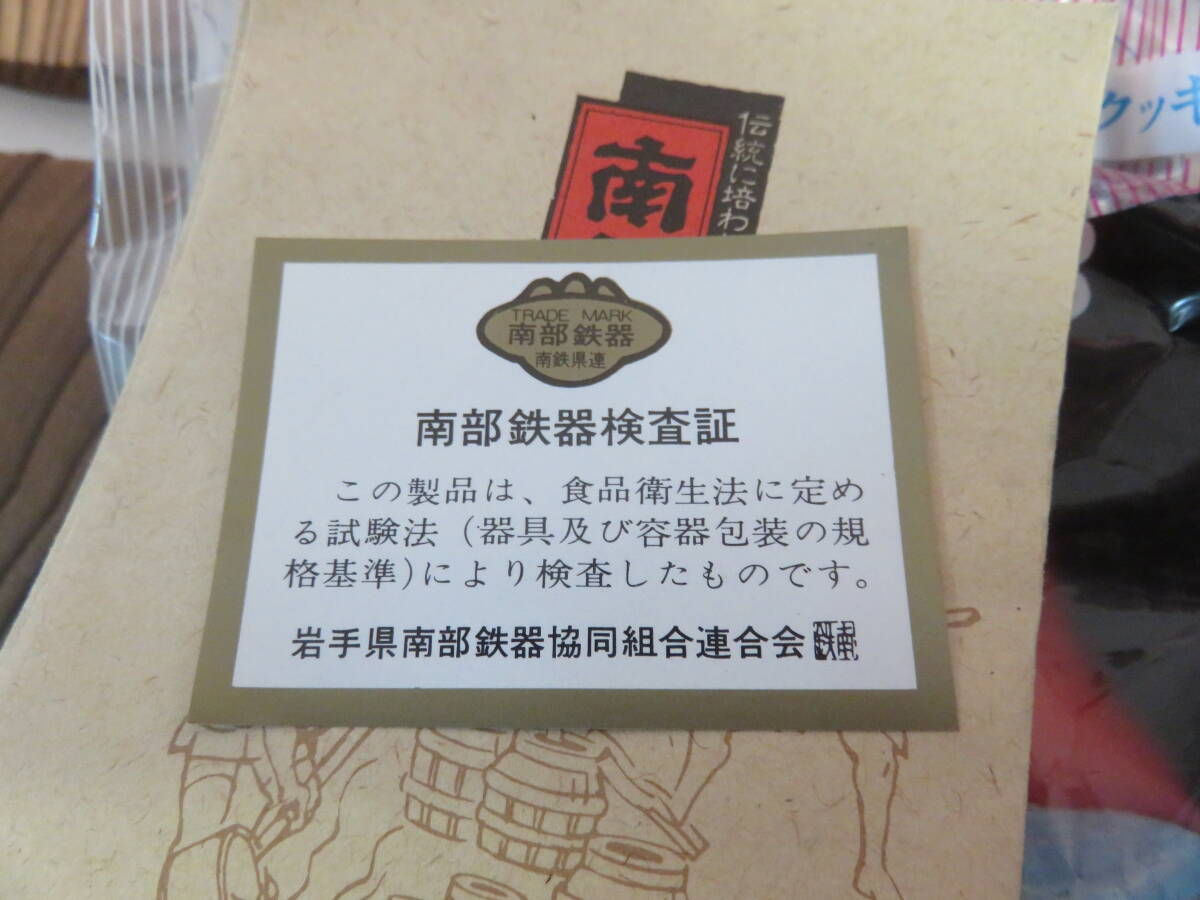 伝統に培わ
南
クッキ
TRADE MARK
南部鉄器
南鉄県連
南部鉄器検査証
この製品は、食品衛生法に定め
る試験法(器具及び容器包装の規
格基準)により検査したものです。
岩手県南部鉄器協同組合連合会